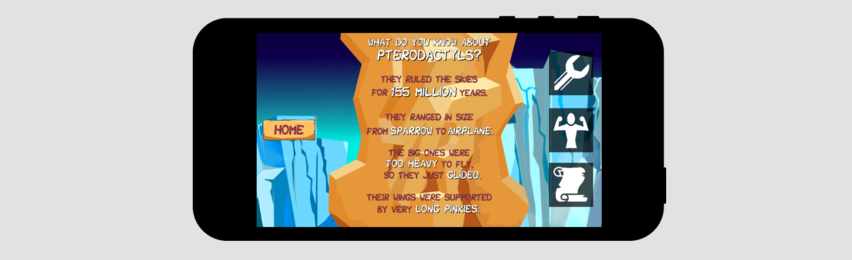 WHAT DO YOU KNOW ABOUT
PTERODACTYLS?
THEY RULED THE SKIES
FOR 155 MILLION YEARS.
THEY RANGED IN SIZE
FROM SPARROW TO AIRPLANE.
THE BIG ONES WERE
TOO HEAVY TO FLY,
SO THEY JUST GLIDED.
THEIR WINGS WERE SUPPORTED
BY VERY LONG PINKIES.
HOME